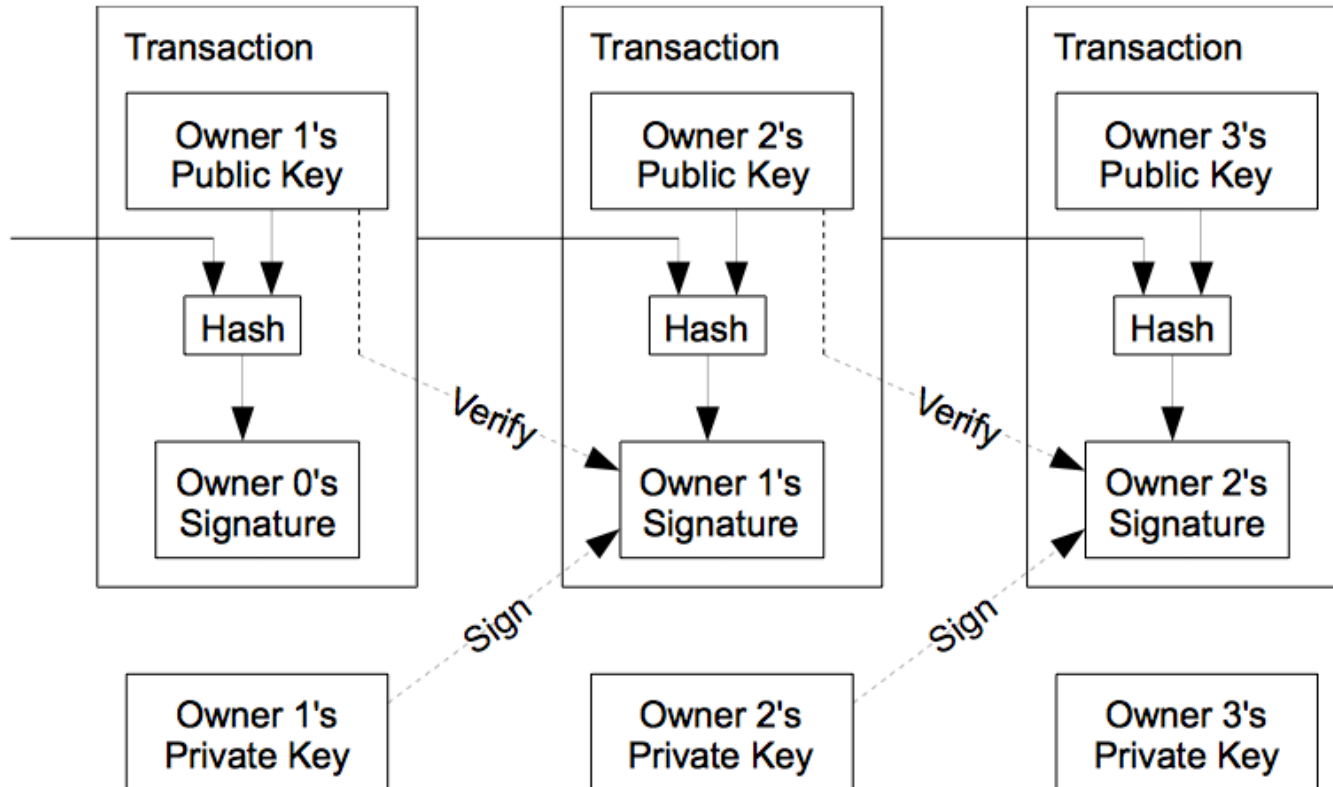 Transaction
Owner 1's
Public Key
Hash
Owner 0's
Signature
Transaction
Owner 2's
Public Key
Hash
Verify
Owner 1's
Signature
Transaction
Owner 3's
Public Key
Hash
Verify
Owner 2's
Signature
Sign
Sign
Owner 1's
Private Key
Owner 2's
Private Key
Owner 3's
Private Key